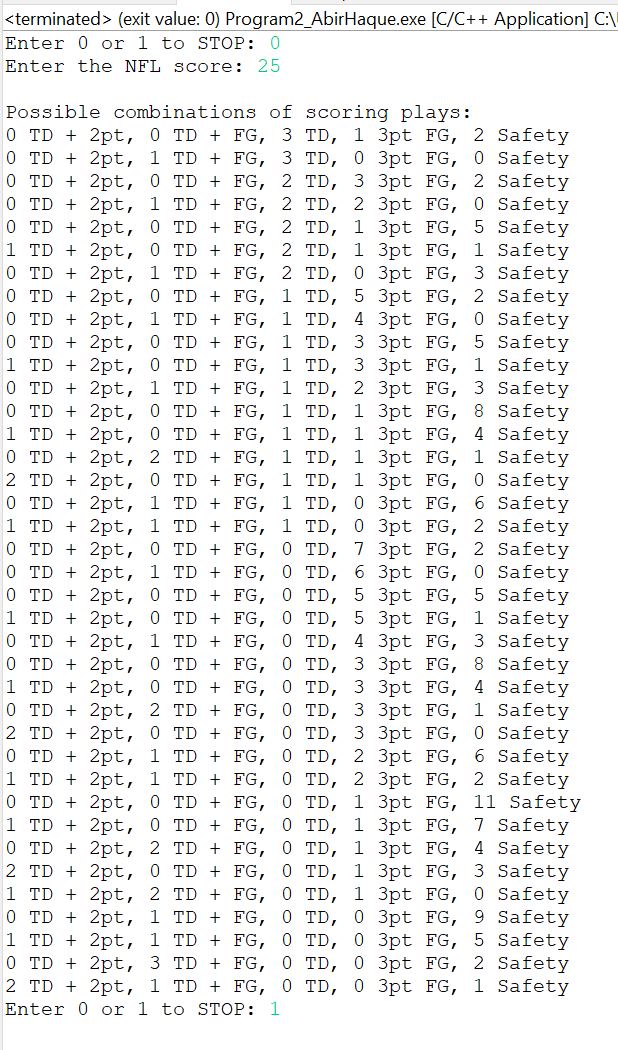 <terminated> (exit value: 0) Program2_AbirHaque.exe [C/C++ Application] C:\
Enter 0 or 1 to STOP: 0
Enter the NFL score: 25
Possible combinations of scoring plays:
0 TD + 2pt, 0 TD + FG, 3 TD, 1 3pt FG, 2 Safety
0 TD + 2pt, 1 TD + FG, 3 TD, 0 3pt FG, 0 Safety
0 TD + 2pt, 0 TD + FG, 2 TD, 3 3pt FG, 2 Safety
0 TD + 2pt, 1 TD + FG, 2 TD, 2 3pt FG, 0 Safety
0 TD + 2pt, 0 TD + FG, 2 TD, 1 3pt FG, 5 Safety
1 TD + 2pt, 0 TD + FG, 2 TD, 1 3pt FG, 1 Safety
0 TD + 2pt, 1 TD + FG, 2 TD, 0 3pt FG, 3 Safety
0 TD + 2pt, 0 TD + FG, 1 TD, 5 3pt FG, 2 Safety
0 TD + 2pt, 1 TD + FG, 1 TD, 4 3pt FG, 0 Safety
0 TD + 2pt, 0 TD + FG, 1 TD, 3 3pt FG, 5 Safety
1 TD + 2pt, 0 TD + FG, 1 TD, 3 3pt FG, 1 Safety
0 TD + 2pt, 1 TD + FG, 1 TD, 2 3pt FG, 3 Safety
0 TD + 2pt, 0 TD + FG, 1 TD, 1 3pt FG, 8 Safety
1 TD + 2pt, 0 TD + FG, 1 TD, 1 3pt FG, 4 Safety
0 TD + 2pt, 2 TD + FG, 1 TD, 1 3pt FG, 1 Safety
2 TD + 2pt, 0 TD + FG, 1 TD, 1 3pt FG, 0 Safety
0 TD + 2pt, 1 TD + FG, 1 TD, 0 3pt FG, 6 Safety
1 TD + 2pt, 1 TD + FG, 1 TD, 0 3pt FG, 2 Safety
0 TD + 2pt, 0 TD + FG, 0 TD, 7 3pt FG, 2 Safety
0 TD + 2pt, 1 TD + FG, 0 TD, 6 3pt FG, 0 Safety
0 TD + 2pt, 0 TD + FG, 0 TD, 5 3pt FG, 5 Safety
1 TD + 2pt, 0 TD + FG, 0 TD, 5 3pt FG, 1 Safety
0 TD + 2pt, 1 TD + FG, 0 TD, 4 3pt FG, 3 Safety
0 TD + 2pt, 0 TD + FG, 0 TD, 3 3pt FG, 8 Safety
1 TD + 2pt, 0 TD + FG, 0 TD, 3 3pt FG, 4 Safety
0 TD + 2pt, 2 TD + FG, 0 TD, 3 3pt FG, 1 Safety
2 TD + 2pt, 0 TD + FG, 0 TD, 3 3pt FG, 0 Safety
0 TD + 2pt, 1 TD + FG, 0 TD, 2 3pt FG, 6 Safety
1 TD + 2pt, 1 TD + FG, 0 TD, 2 3pt FG, 2 Safety
0 TD + 2pt, 0 TD + FG, 0 TD, 1 3pt FG, 11 Safety
1 TD + 2pt, 0 TD + FG, 0 TD, 1 3pt FG, 7 Safety
0 TD + 2pt, 2 TD + FG, 0 TD, 1 3pt FG, 4 Safety
2 TD + 2pt, 0 TD + FG, 0 TD, 1 3pt FG, 3 Safety
1 TD + 2pt, 2 TD + FG, 0 TD, 1 3pt FG, 0 Safety
0 TD + 2pt, 1 TD + FG, 0 TD, 0 3pt FG, 9 Safety
1 TD + 2pt, 1 TD + FG, 0 TD, 0 3pt FG, 5 Safety
0 TD + 2pt, 3 TD + FG, 0 TD, 0 3pt FG, 2 Safety
2 TD + 2pt, 1 TD + FG, 0 TD, 0 3pt FG, 1 Safety
Enter 0 or 1 to STOP: 1